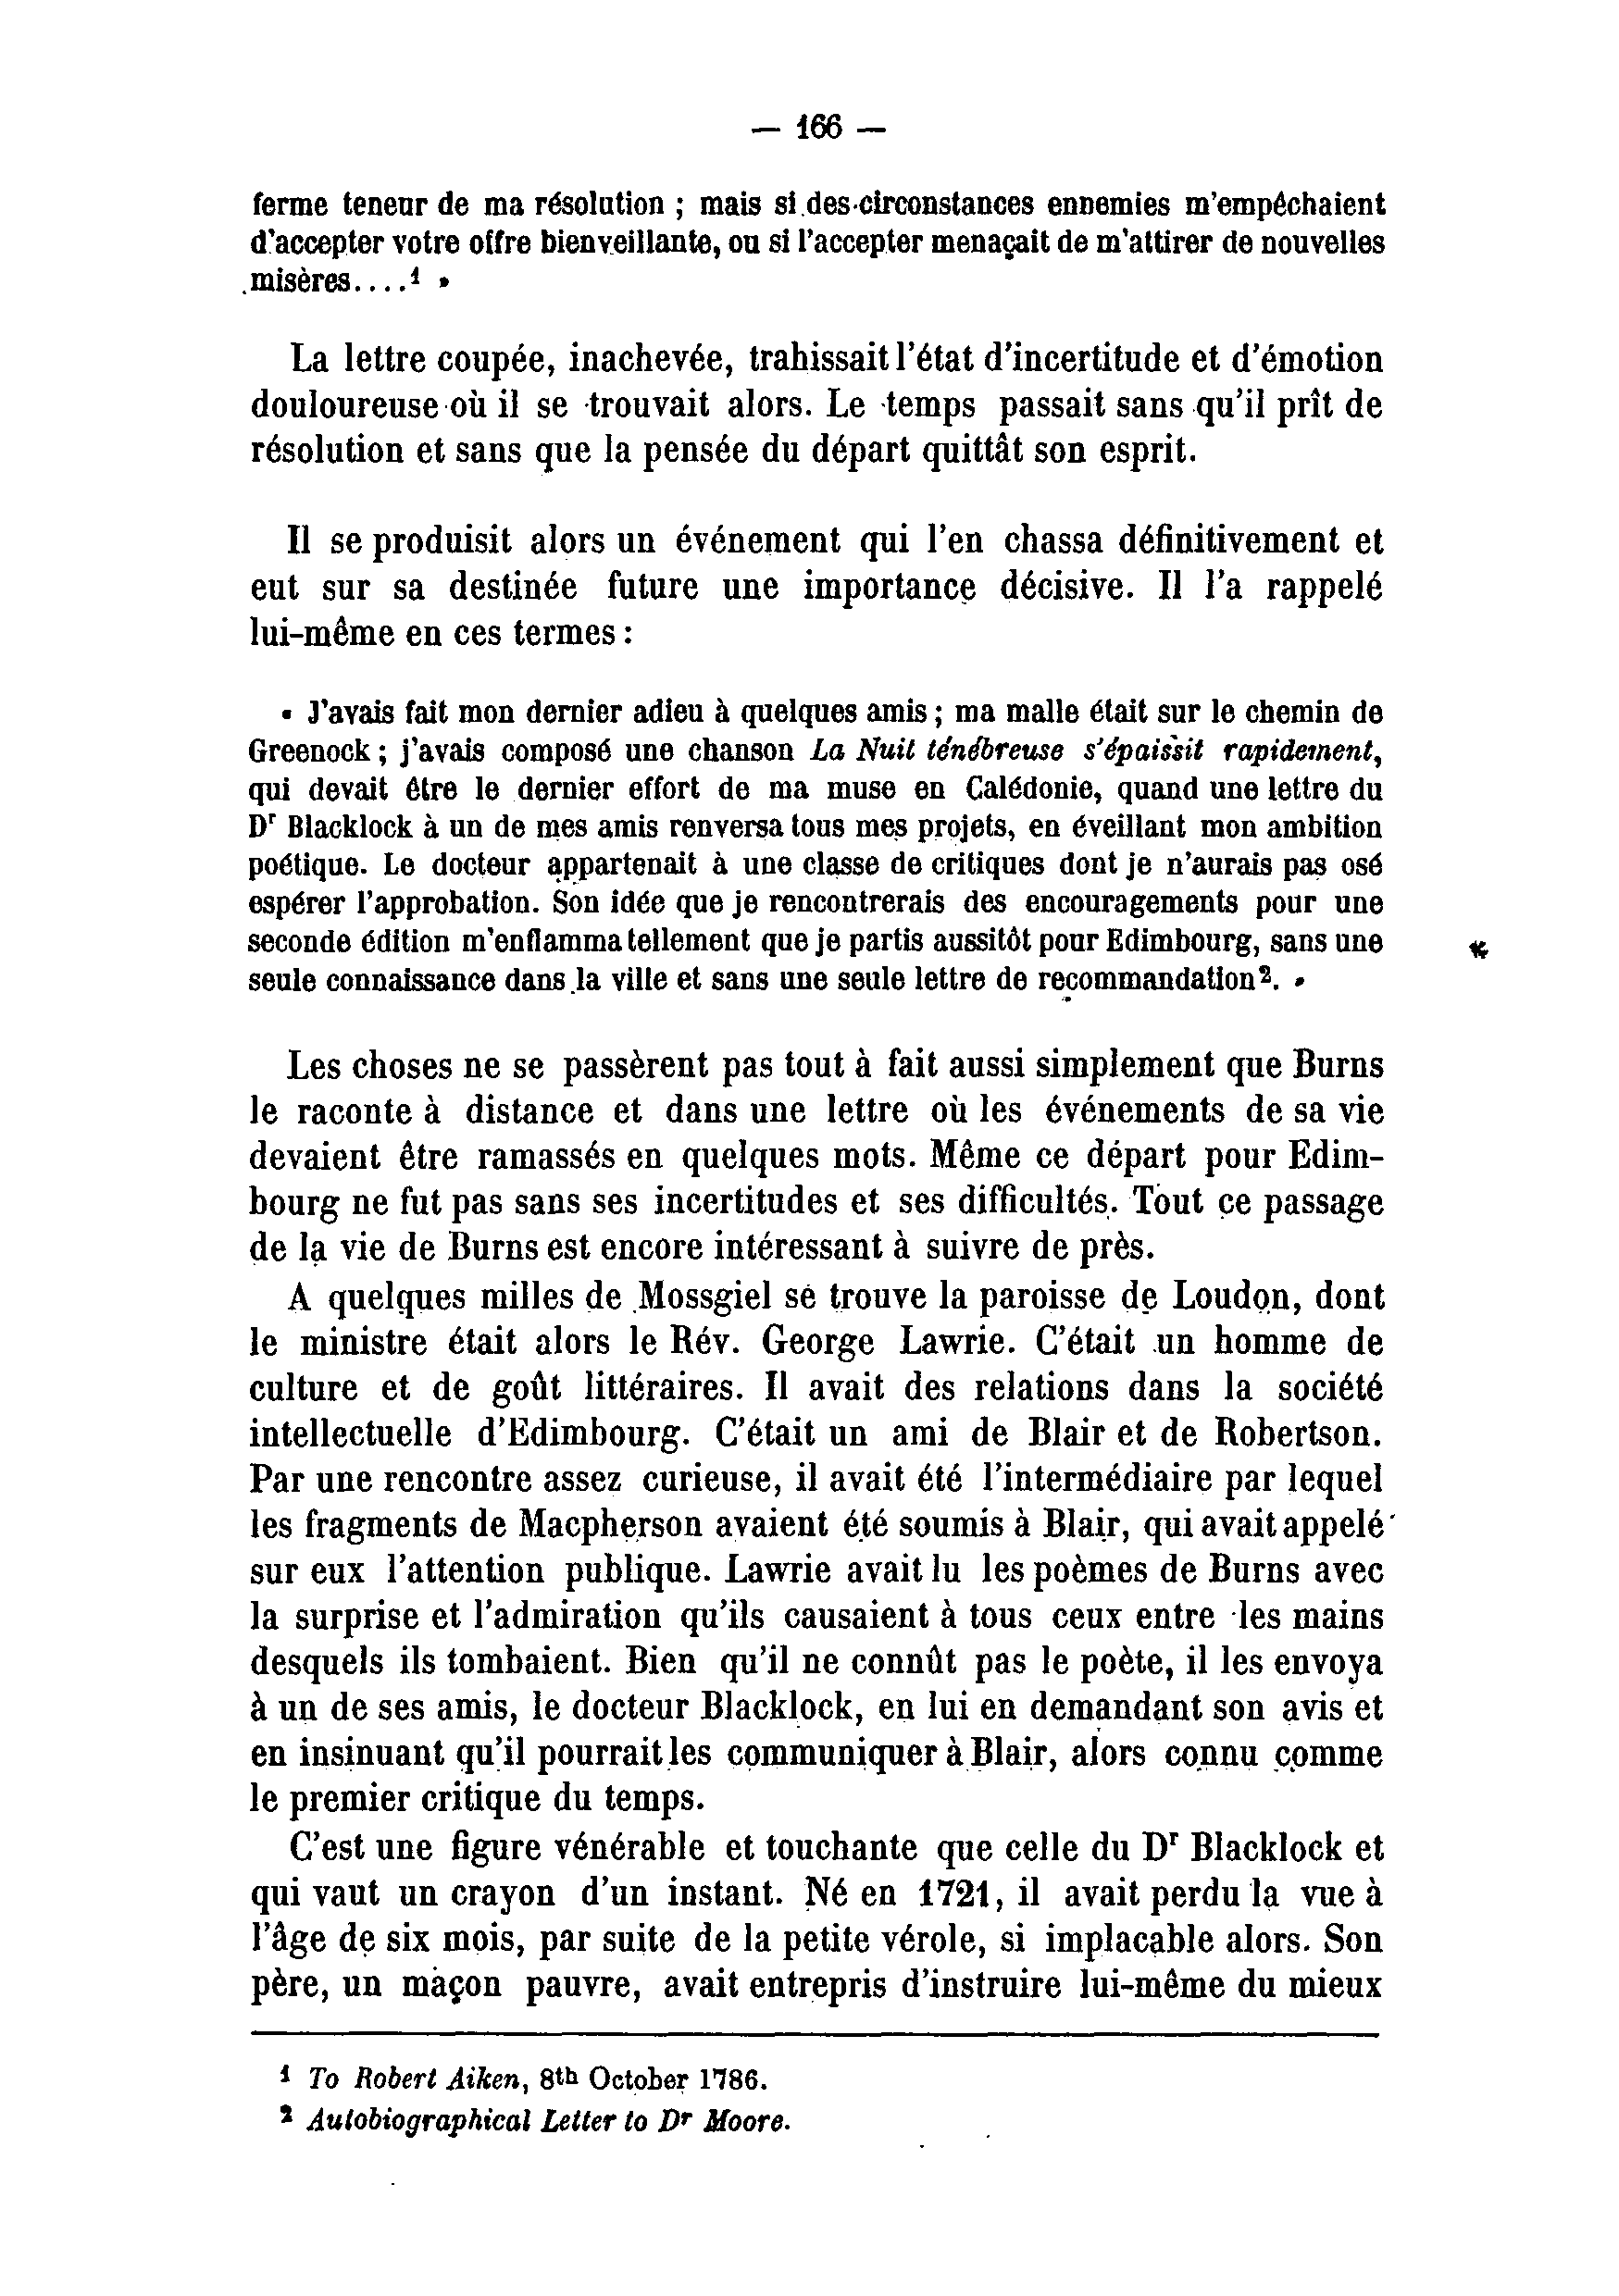 — 166 —
ferme teneur de ma résolution ; mais si des circonstances ennemies m'empêchaient
d'accepter votre offre bienveillante, ou si l'accepter menaçait de m'attirer de nouvelles
misères....¹ »
La lettre coupée, inachevée, trahissait l'état d'incertitude et d'émotion
douloureuse où il se trouvait alors. Le temps passait sans qu'il prît de
résolution et sans que la pensée du départ quittât son esprit.
Il se produisit alors un événement qui l'en chassa définitivement et
eut sur sa destinée future une importance décisive. Il l'a rappelé
lui-même en ces termes :
« J'avais fait mon dernier adieu à quelques amis ; ma malle était sur le chemin de
Greenock ; j'avais composé une chanson La Nuit ténébreuse s'épaissit rapidement,
qui devait être le dernier effort de ma muse en Calédonie, quand une lettre du
Dʳ Blacklock à un de mes amis renversa tous mes projets, en éveillant mon ambition
poétique. Le docteur appartenait à une classe de critiques dont je n'aurais pas osé
espérer l'approbation. Son idée que je rencontrerais des encouragements pour une
seconde édition m'enflamma tellement que je partis aussitôt pour Edimbourg, sans une
seule connaissance dans la ville et sans une seule lettre de recommandation². »
Les choses ne se passèrent pas tout à fait aussi simplement que Burns
le raconte à distance et dans une lettre où les événements de sa vie
devaient être ramassés en quelques mots. Même ce départ pour Edim-
bourg ne fut pas sans ses incertitudes et ses difficultés. Tout ce passage
de la vie de Burns est encore intéressant à suivre de près.
A quelques milles de Mossgiel se trouve la paroisse de Loudon, dont
le ministre était alors le Rév. George Lawrie. C'était un homme de
culture et de goût littéraires. Il avait des relations dans la société
intellectuelle d'Edimbourg. C'était un ami de Blair et de Robertson.
Par une rencontre assez curieuse, il avait été l'intermédiaire par lequel
les fragments de Macpherson avaient été soumis à Blair, qui avait appelé
sur eux l'attention publique. Lawrie avait lu les poèmes de Burns avec
la surprise et l'admiration qu'ils causaient à tous ceux entre les mains
desquels ils tombaient. Bien qu'il ne connût pas le poète, il les envoya
à un de ses amis, le docteur Blacklock, en lui en demandant son avis et
en insinuant qu'il pourrait les communiquer à Blair, alors connu comme
le premier critique du temps.
C'est une figure vénérable et touchante que celle du Dʳ Blacklock et
qui vaut un crayon d'un instant. Né en 1721, il avait perdu la vue à
l'âge de six mois, par suite de la petite vérole, si implacable alors. Son
père, un maçon pauvre, avait entrepris d'instruire lui-même du mieux
¹ To Robert Aiken, 8th October 1786.
² Autobiographical Letter to Dʳ Moore.